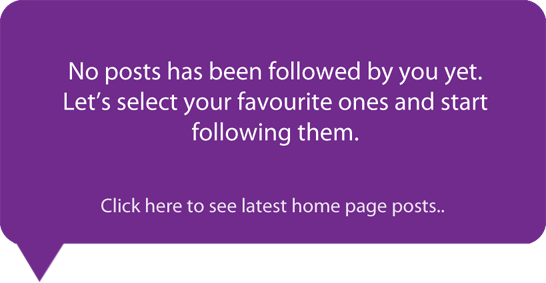 No posts has been followed by you yet.
Let’s select your favourite ones and start
following them.
Click here to see latest home page posts..